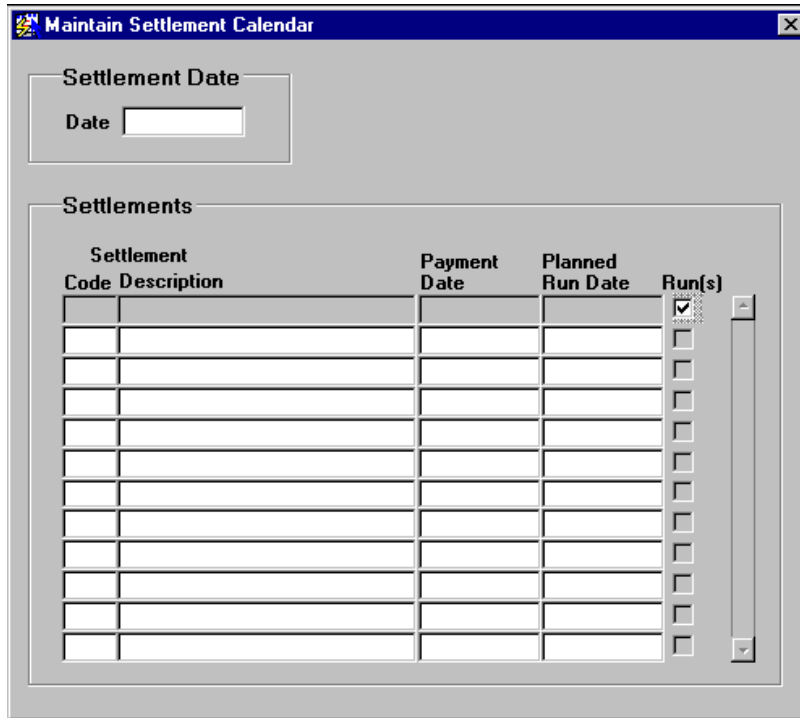 Maintain Settlement Calendar
Settlement Date
Date
Settlements
Settlement Payment Planned
Code Description Date Run Date Run(s)